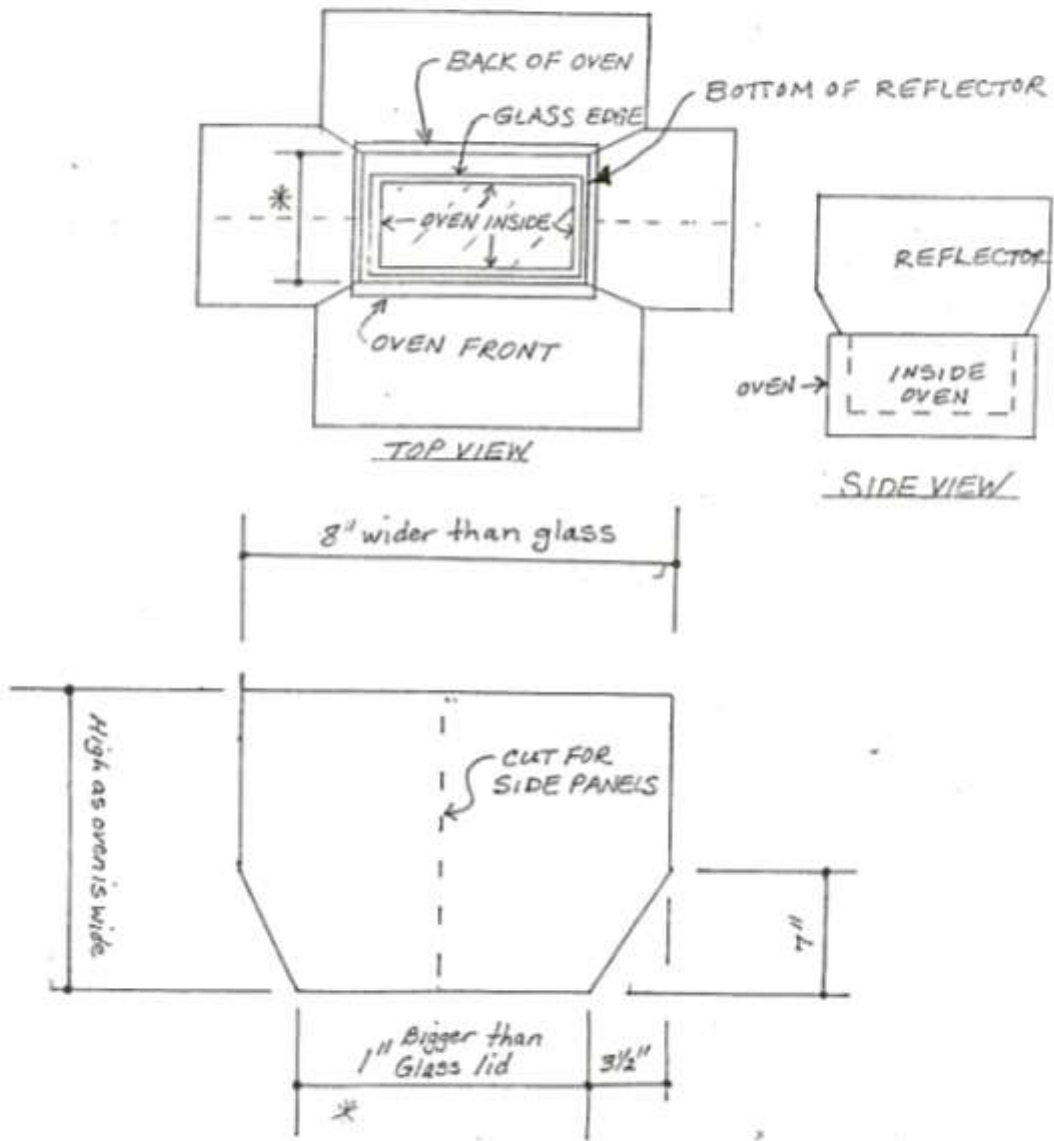 BACK OF OVEN
BOTTOM OF REFLECTOR
GLASS EDGE
*
OVEN INSIDE
OVEN FRONT
TOP VIEW
REFLECTOR
OVEN
INSIDE
OVEN
SIDE VIEW
8" wider than glass
High as oven is wide
CUT FOR
SIDE PANELS
1" Bigger than
Glass lid
3 1/2"
*